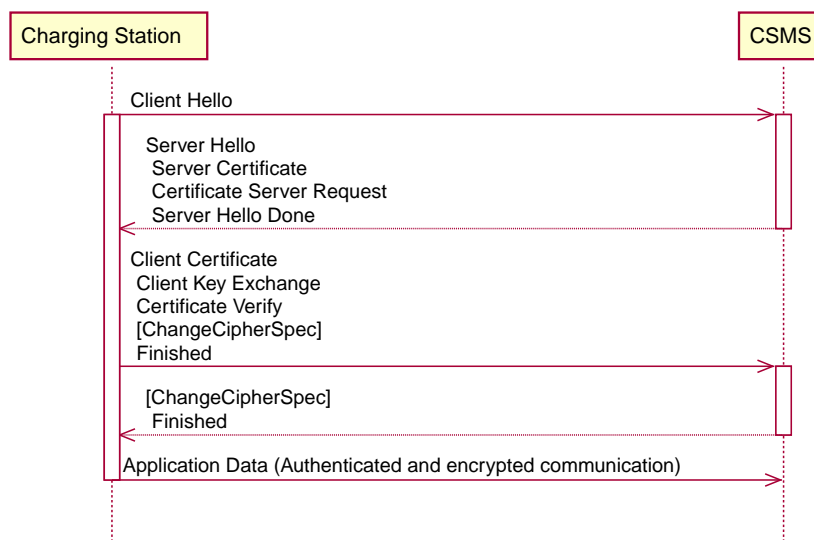 Charging Station
CSMS
Client Hello
Server Hello
Server Certificate
Certificate Server Request
Server Hello Done
Client Certificate
Client Key Exchange
Certificate Verify
[ChangeCipherSpec]
Finished
[ChangeCipherSpec]
Finished
Application Data (Authenticated and encrypted communication)